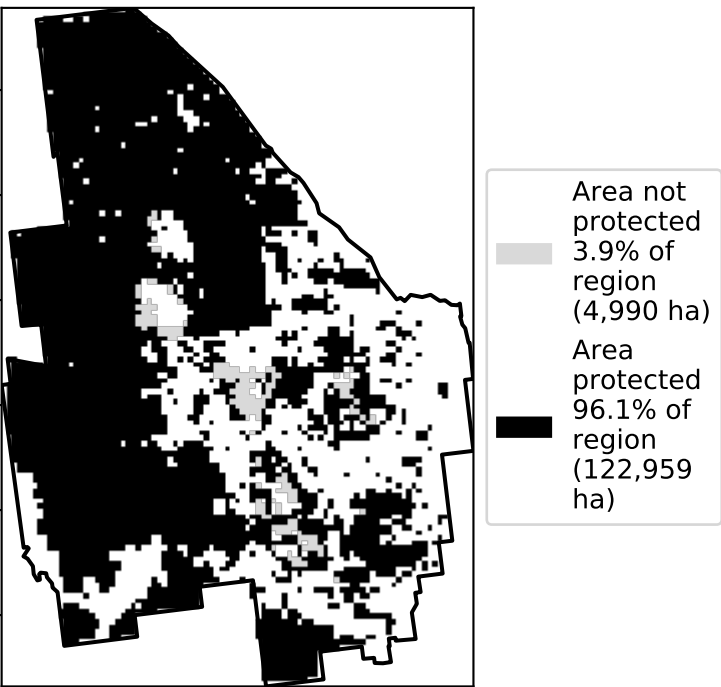 Area not
protected
3.9% of
region
(4,990 ha)
Area
protected
96.1% of
region
(122,959
ha)